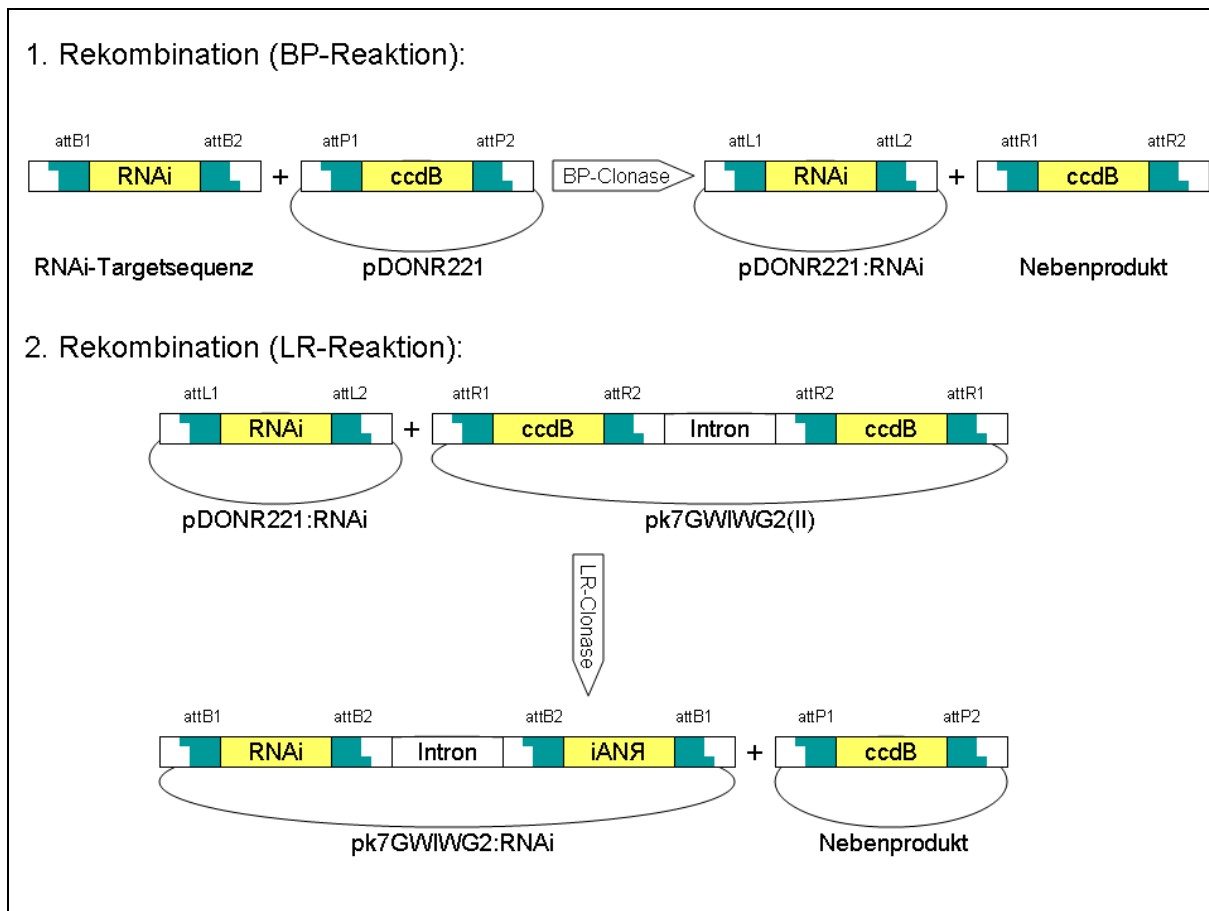 1. Rekombination (BP-Reaktion):
attB1 attB2 attP1 attP2 attL1 attL2 attR1 attR2
RNAi + ccdB BP-Clonase RNAi + ccdB
RNAi-Targetsequenz pDONR221 pDONR221:RNAi Nebenprodukt
2. Rekombination (LR-Reaktion):
attL1 attL2 attR1 attR2 attR2 attR1
RNAi + ccdB Intron ccdB
pDONR221:RNAi pk7GWIWG2(II)
LR-Clonase
attB1 attB2 attB2 attB1 attP1 attP2
RNAi Intron iANЯ + ccdB
pk7GWIWG2:RNAi Nebenprodukt